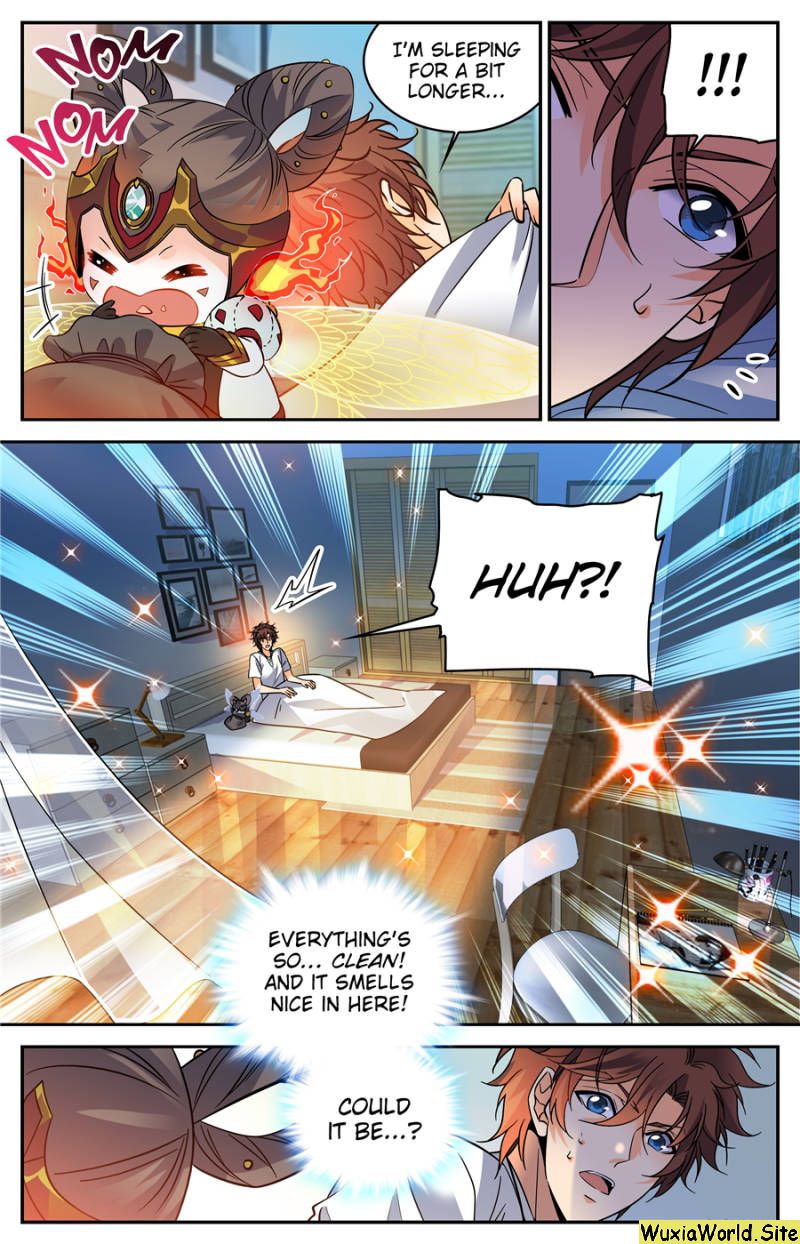 NOM
NOM
I'M SLEEPING
FOR A BIT
LONGER...
!!!
HUH?!
EVERYTHING'S
SO... CLEAN!
AND IT SMELLS
NICE IN HERE!
COULD
IT BE...?
WuxiaWorld.Site